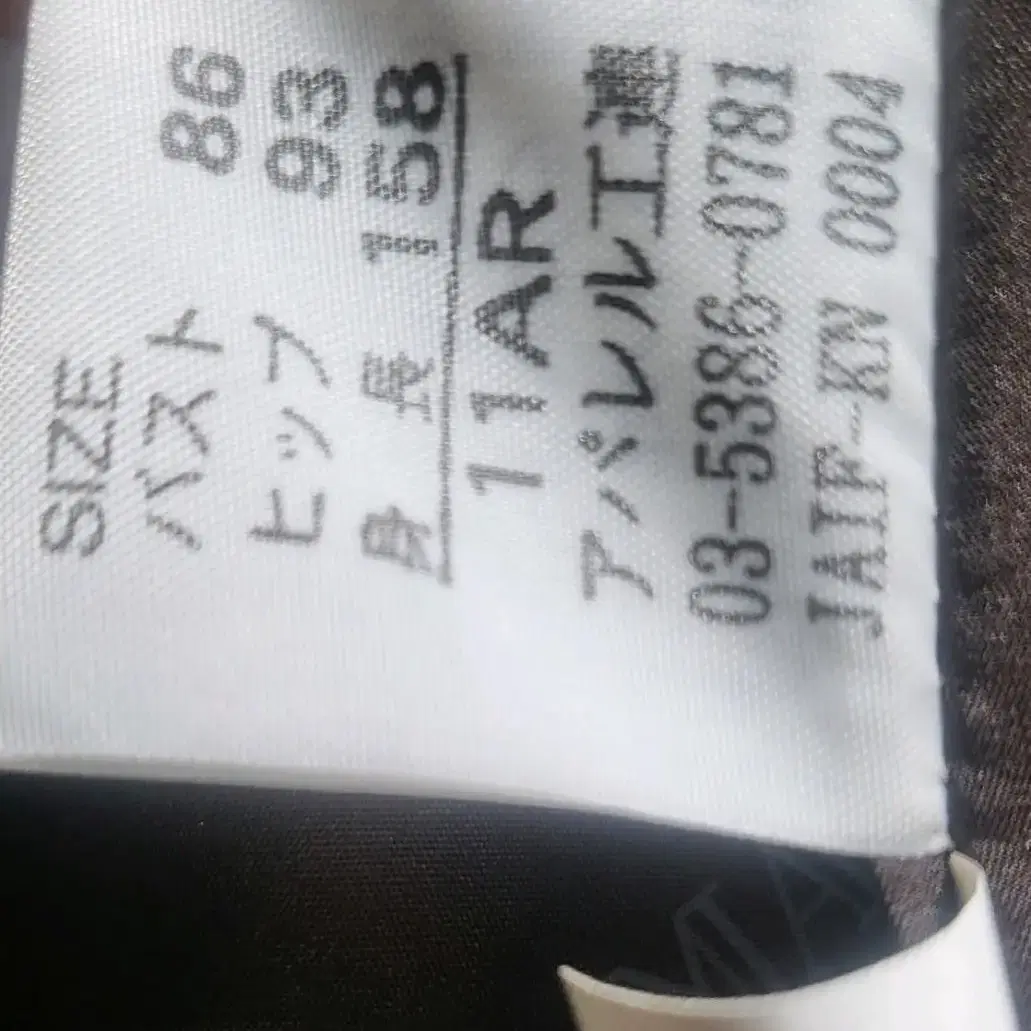 SIZE
バスト 86
ヒップ 93
身長 158
11AR
アパレル工連
03-5386-0781
JAIF-KN 0004